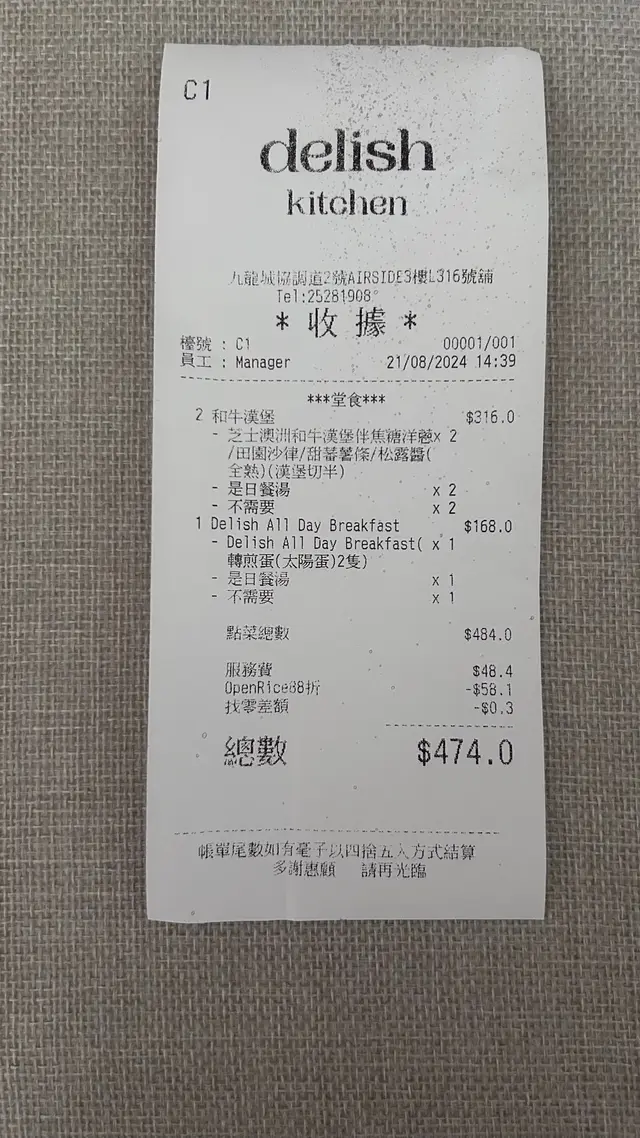 C1
delish
kitchen
九龍城協調道2號AIRSIDE3樓L316號舖
Tel:25281908
* 收 據 *
檯號 : C1 00001/001
員工 : Manager 21/08/2024 14:39
***堂食***
2 和牛漢堡 $316.0
- 芝士澳洲和牛漢堡伴焦糖洋蔥x 2
/田園沙律/甜蕃薯條/松露醬(
全熟)(漢堡切半)
- 是日餐湯 x 2
- 不需要 x 2
1 Delish All Day Breakfast $168.0
- Delish All Day Breakfast( x 1
轉煎蛋(太陽蛋)2隻)
- 是日餐湯 x 1
- 不需要 x 1
點菜總數 $484.0
服務費 $48.4
OpenRice88折 -$58.1
找零差額 -$0.3
總數 $474.0
帳單尾數如有毫子以四捨五入方式結算
多謝惠顧 請再光臨